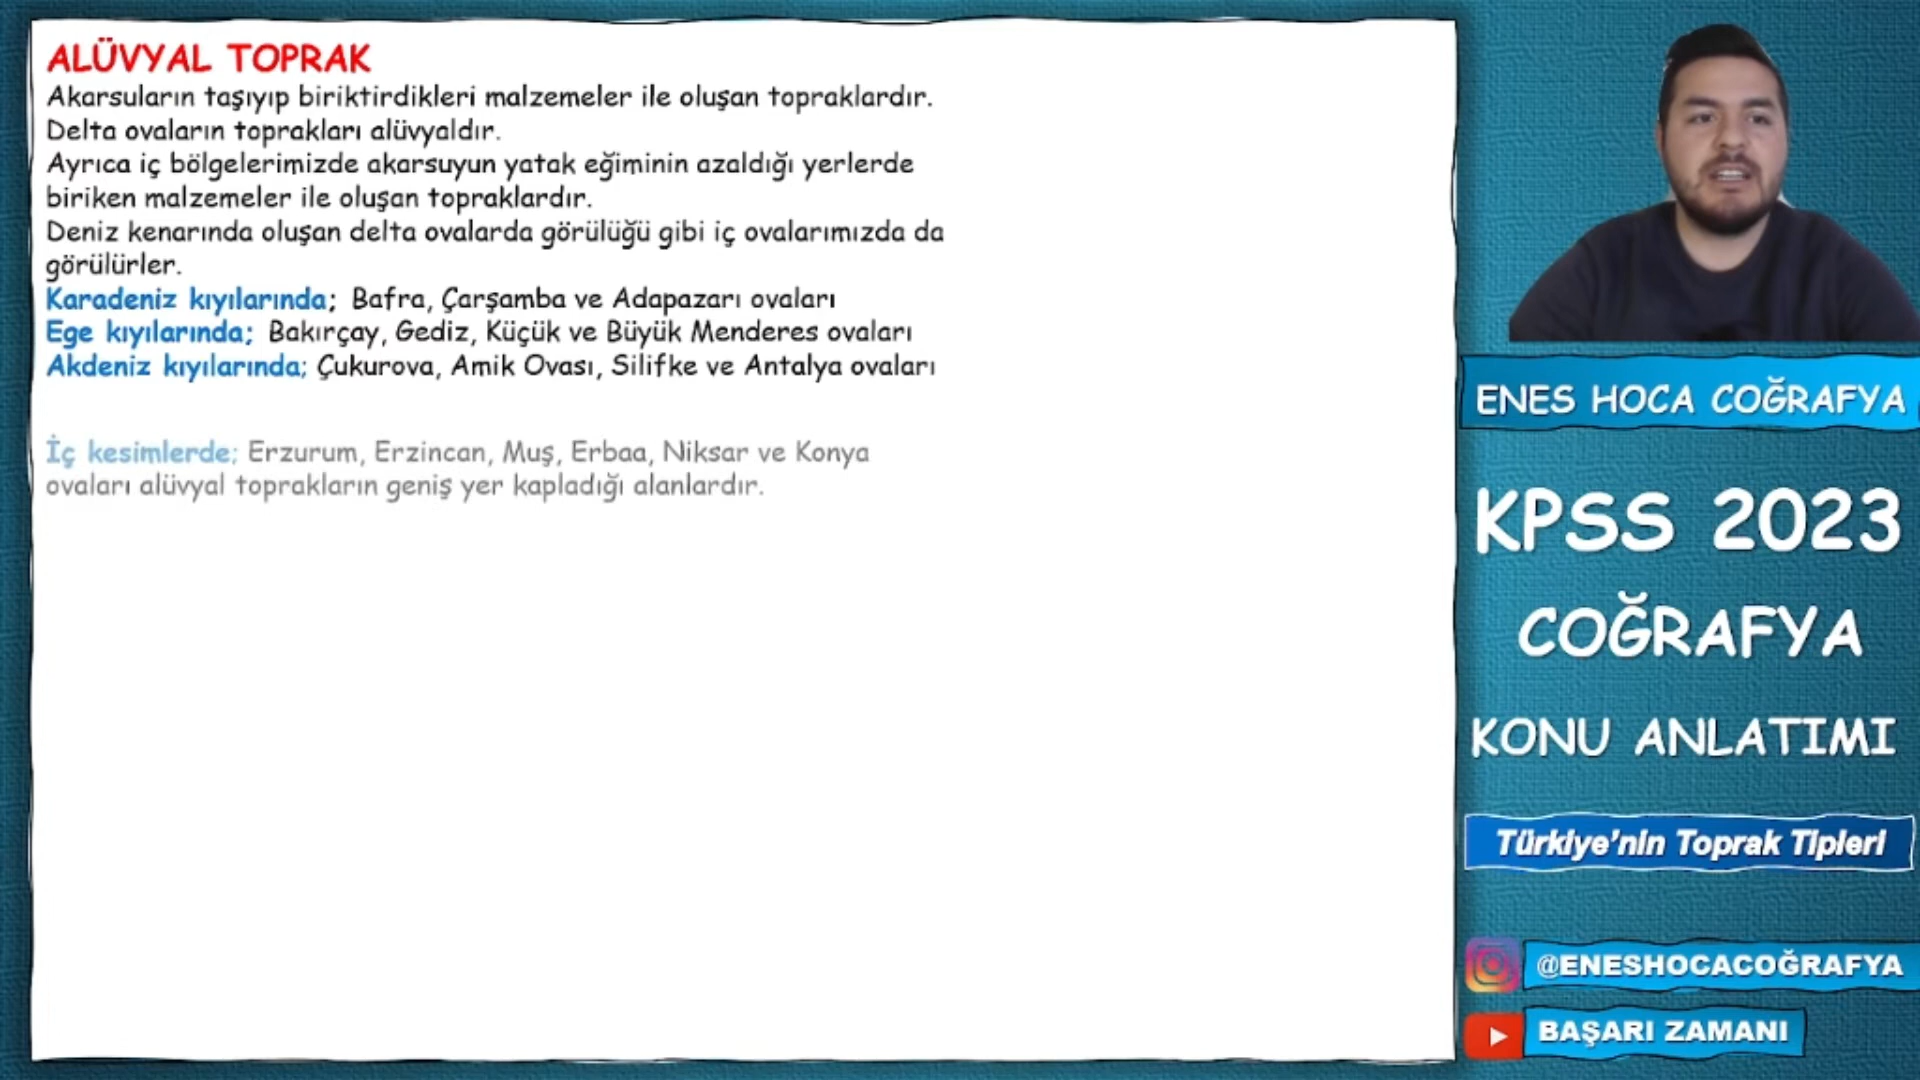 ALÜVYAL TOPRAK
Akarsuların taşıyıp biriktirdikleri malzemeler ile oluşan topraklardır.
Delta ovaların toprakları alüvyaldır.
Ayrıca iç bölgelerimizde akarsuyun yatak eğiminin azaldığı yerlerde
biriken malzemeler ile oluşan topraklardır.
Deniz kenarında oluşan delta ovalarda görülüğü gibi iç ovalarımızda da
görülürler.
Karadeniz kıyılarında; Bafra, Çarşamba ve Adapazarı ovaları
Ege kıyılarında; Bakırçay, Gediz, Küçük ve Büyük Menderes ovaları
Akdeniz kıyılarında; Çukurova, Amik Ovası, Silifke ve Antalya ovaları
İç kesimlerde; Erzurum, Erzincan, Muş, Erbaa, Niksar ve Konya
ovaları alüvyal toprakların geniş yer kapladığı alanlardır.
ENES HOCA COĞRAFYA
KPSS 2023
COĞRAFYA
KONU ANLATIMI
Türkiye'nin Toprak Tipleri
@ENESHOCACOĞRAFYA
BAŞARI ZAMANI